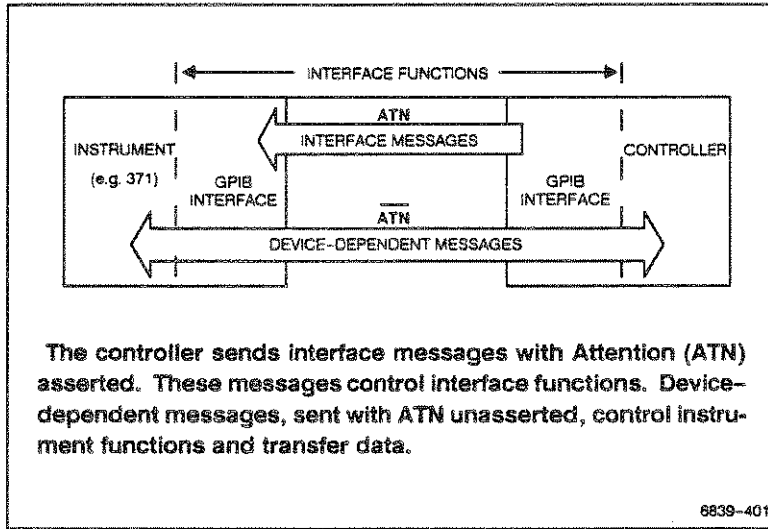 INTERFACE FUNCTIONS
ATN
INTERFACE MESSAGES
INSTRUMENT
(e.g. 371)
CONTROLLER
GPIB
INTERFACE
GPIB
INTERFACE
ATN
DEVICE-DEPENDENT MESSAGES
The controller sends interface messages with Attention (ATN)
asserted. These messages control interface functions. Device-
dependent messages, sent with ATN unasserted, control instru-
ment functions and transfer data.
6839-401